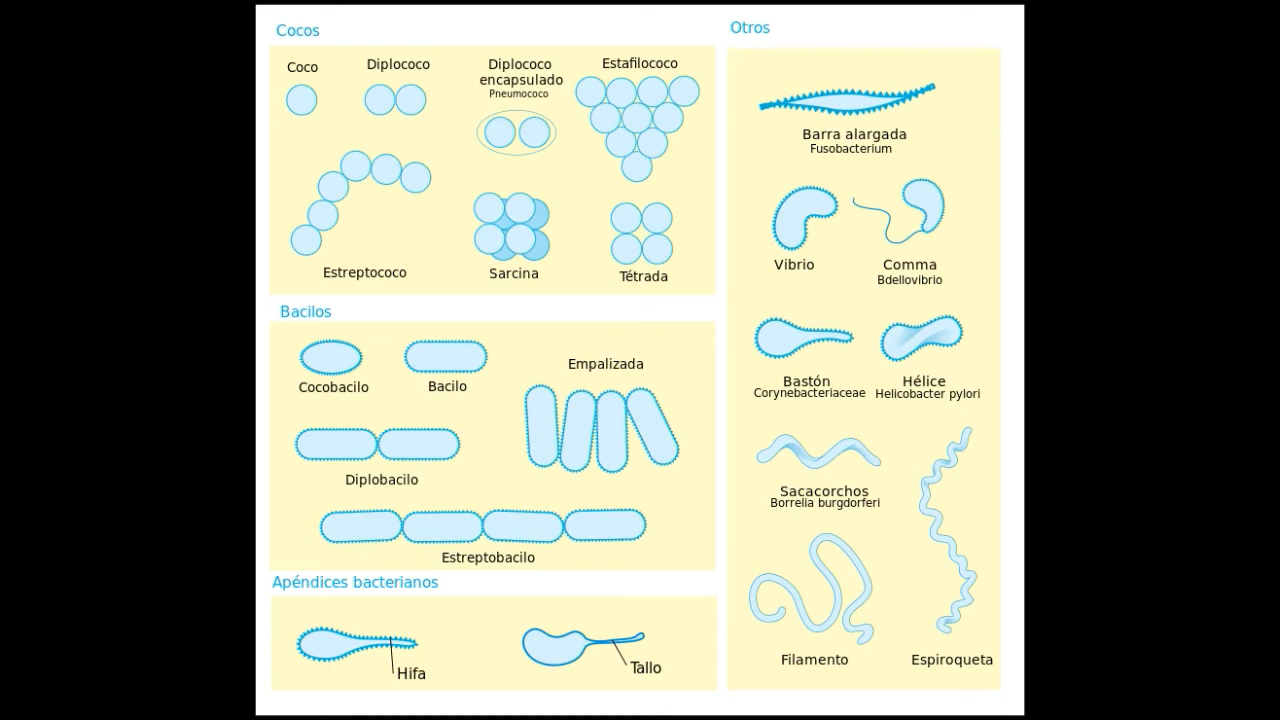 Cocos
Coco
Diplococo
Diplococo
encapsulado
Pneumococo
Estafilococo
Estreptococo
Sarcina
Tétrada
Bacilos
Cocobacilo
Bacilo
Empalizada
Diplobacilo
Estreptobacilo
Apéndices bacterianos
Hifa
Tallo
Otros
Barra alargada
Fusobacterium
Vibrio
Comma
Bdellovibrio
Bastón
Corynebacteriaceae
Hélice
Helicobacter pylori
Sacacorchos
Borrelia burgdorferi
Filamento
Espiroqueta